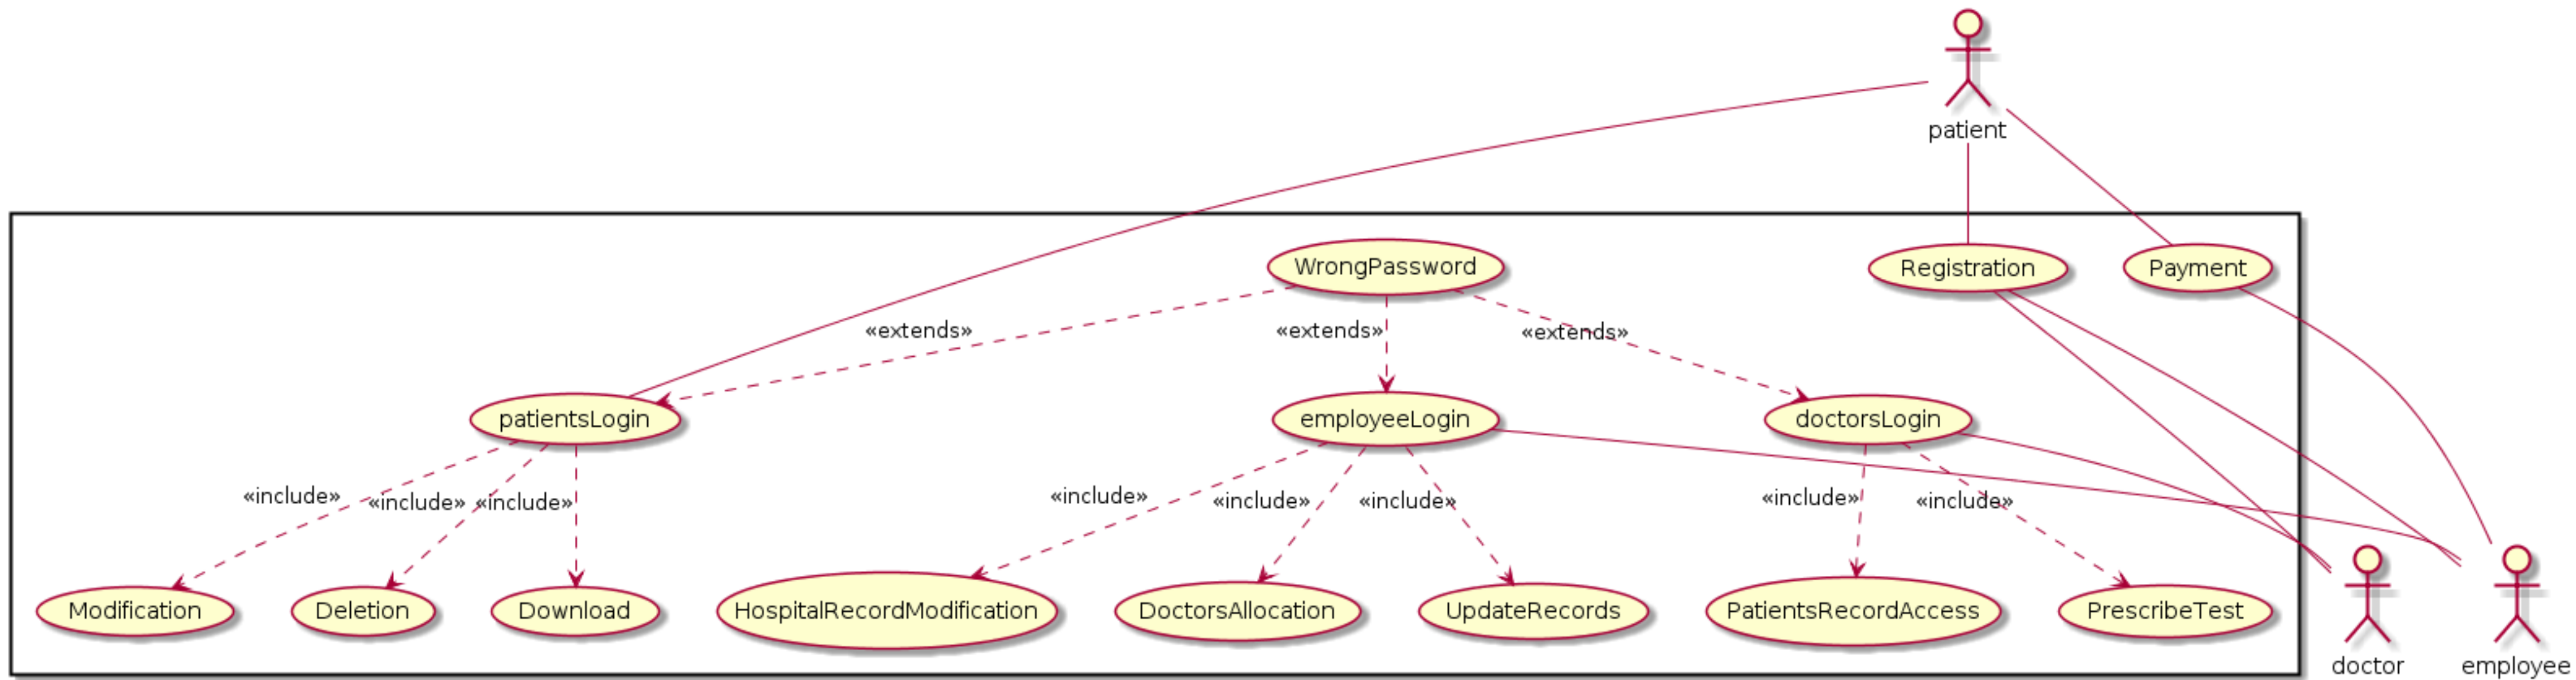 patient
WrongPassword
Registration
Payment
«extends»
«extends»
«extends»
patientsLogin
employeeLogin
doctorsLogin
«include»
«include»
«include»
«include»
«include»
«include»
«include»
«include»
Modification
Deletion
Download
HospitalRecordModification
DoctorsAllocation
UpdateRecords
PatientsRecordAccess
PrescribeTest
doctor
employee